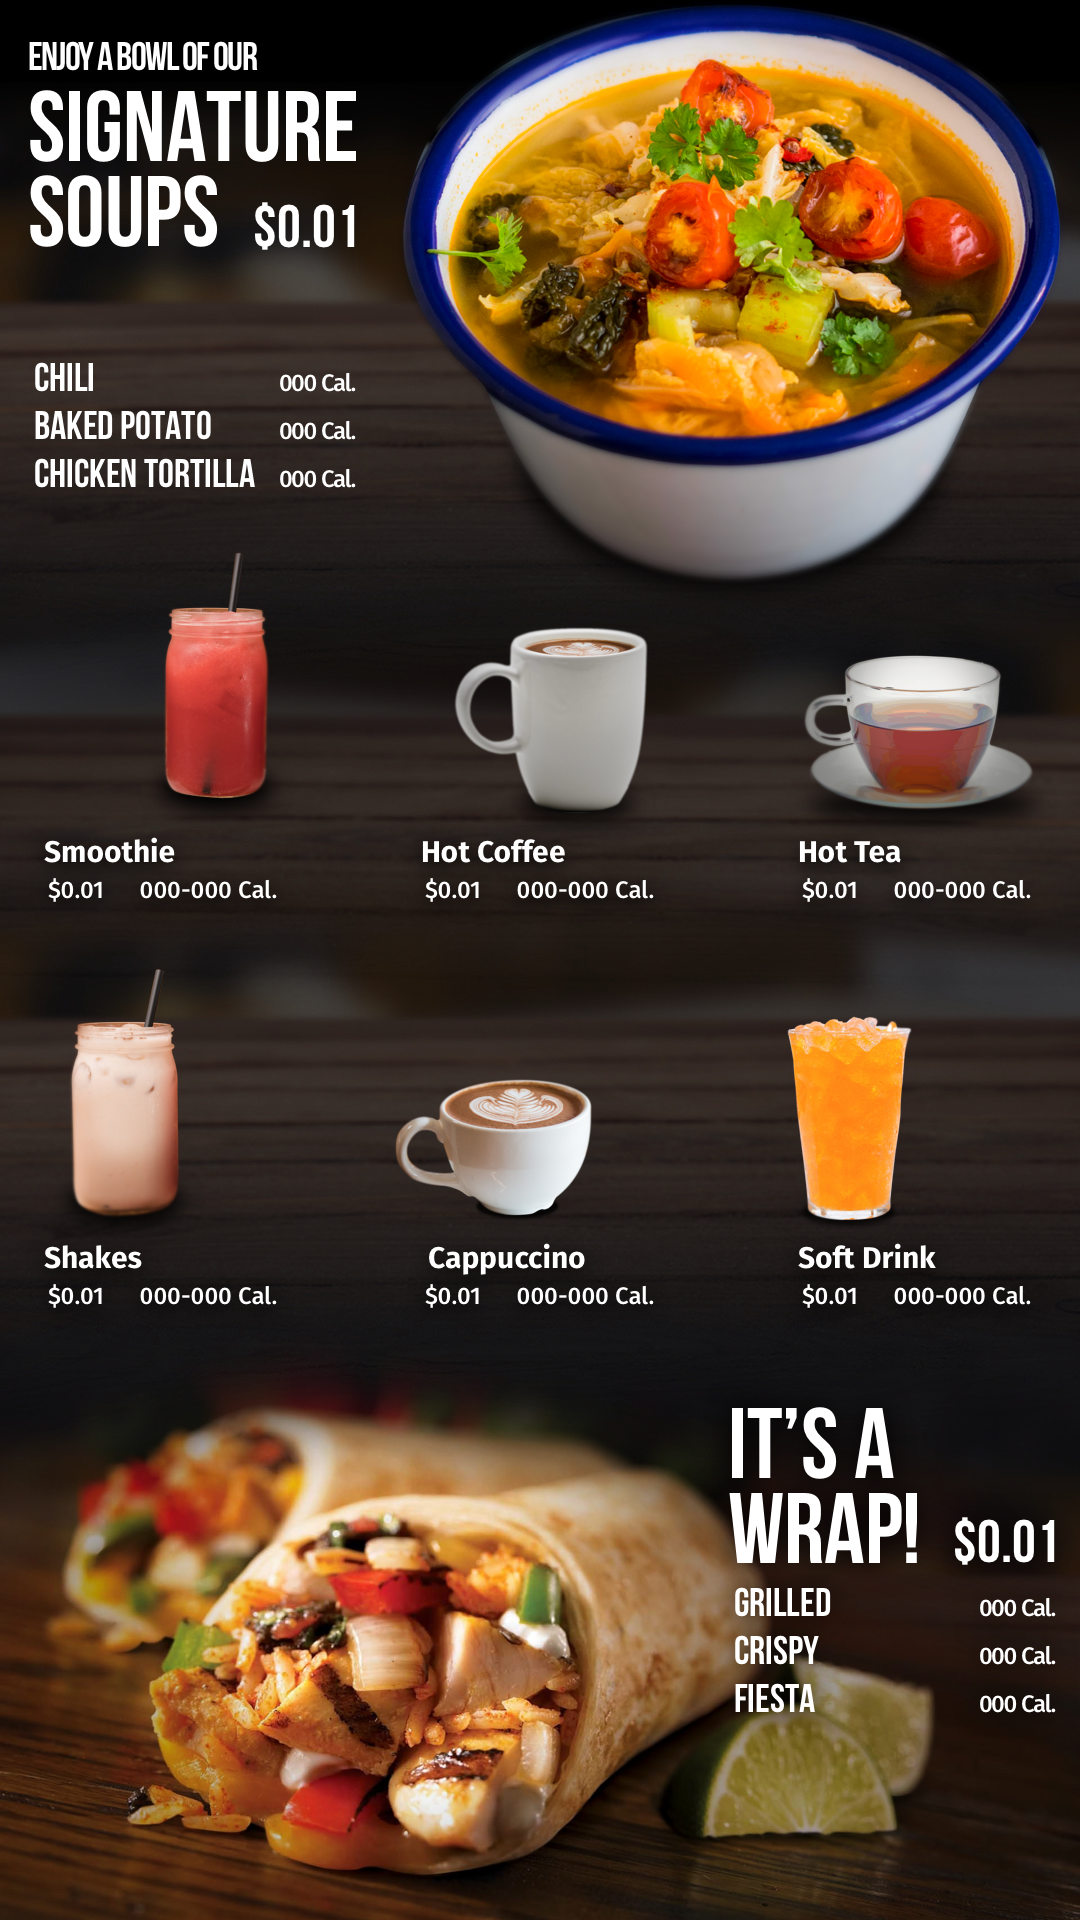 ENJOY A BOWL OF OUR
SIGNATURE
SOUPS $0.01
CHILI 000 Cal.
BAKED POTATO 000 Cal.
CHICKEN TORTILLA 000 Cal.
Smoothie Hot Coffee Hot Tea
$0.01 000-000 Cal. $0.01 000-000 Cal. $0.01 000-000 Cal.
Shakes Cappuccino Soft Drink
$0.01 000-000 Cal. $0.01 000-000 Cal. $0.01 000-000 Cal.
IT’S A
WRAP! $0.01
GRILLED 000 Cal.
CRISPY 000 Cal.
FIESTA 000 Cal.